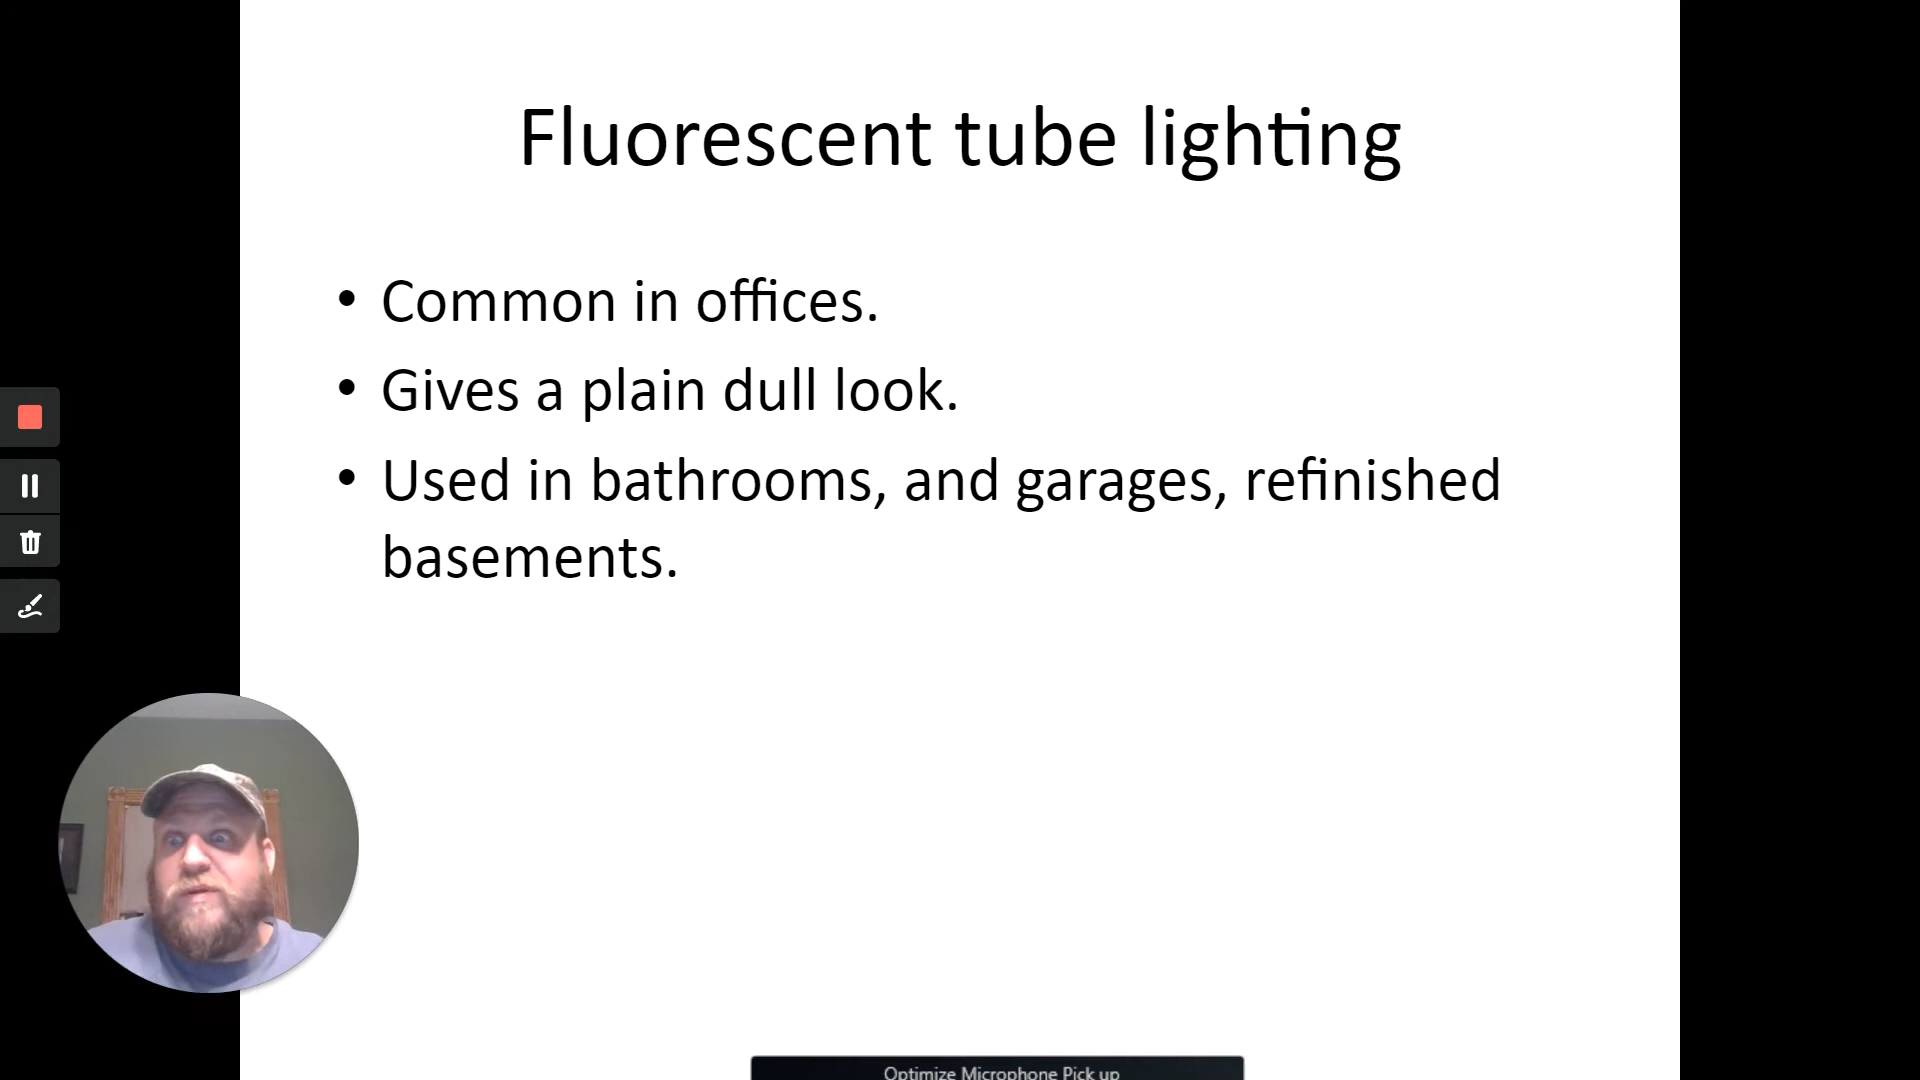 Fluorescent tube lighting
• Common in offices.
• Gives a plain dull look.
• Used in bathrooms, and garages, refinished
basements.
Optimize Microphone Pick up